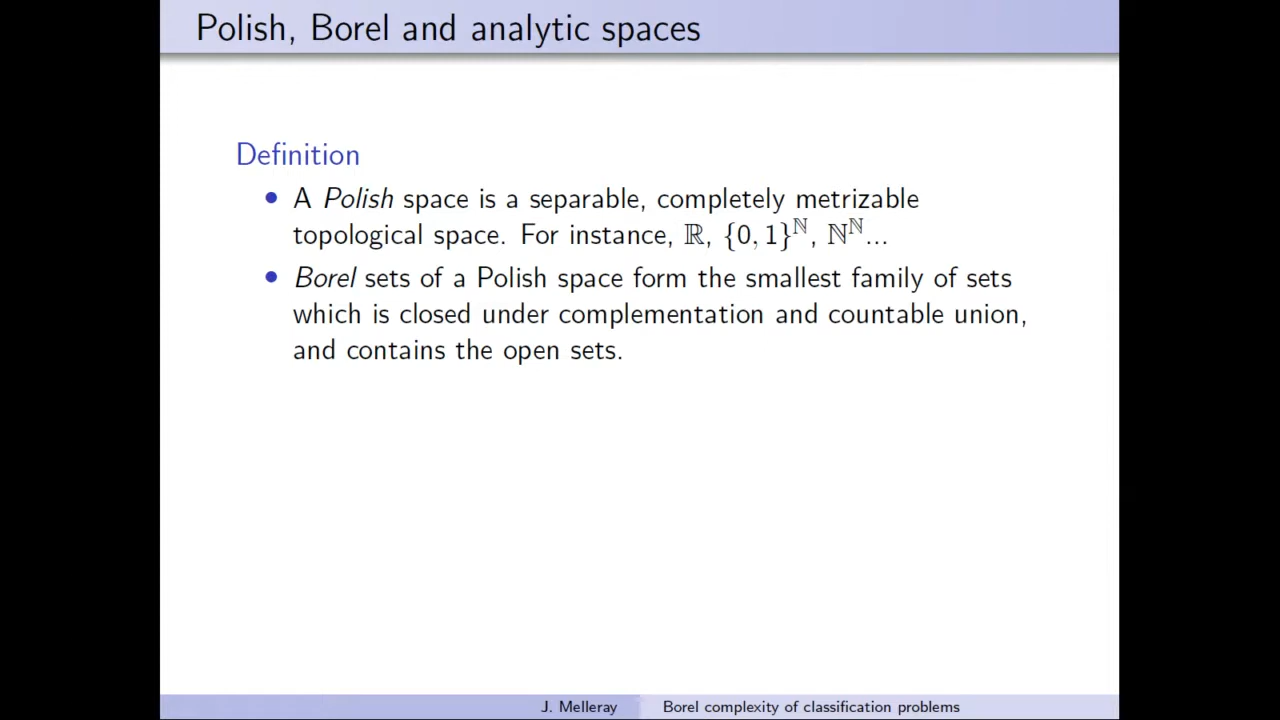 Polish, Borel and analytic spaces
Definition
• A Polish space is a separable, completely metrizable
topological space. For instance, ℝ, {0, 1}^ℕ, ℕ^ℕ...
• Borel sets of a Polish space form the smallest family of sets
which is closed under complementation and countable union,
and contains the open sets.
J. Melleray Borel complexity of classification problems